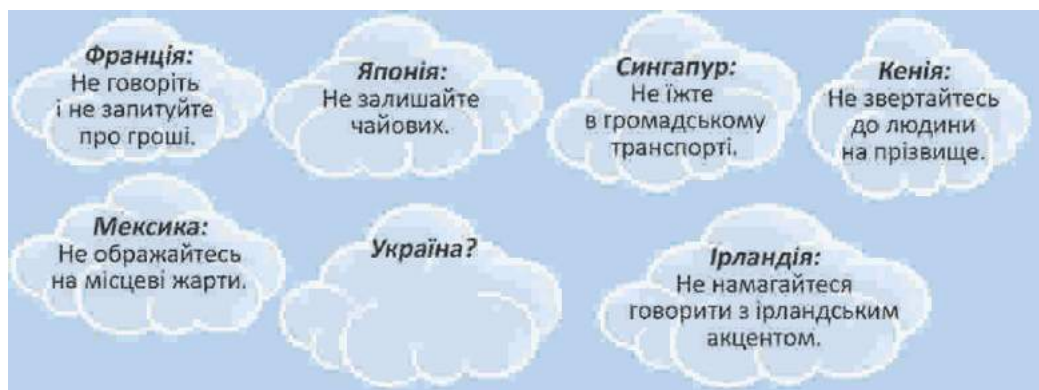 Франція:
Не говоріть
і не запитуйте
про гроші.
Японія:
Не залишайте
чайових.
Сингапур:
Не їжте
в громадському
транспорті.
Кенія:
Не звертайтесь
до людини
на прізвище.
Мексика:
Не ображайтесь
на місцеві жарти.
Україна?
Ірландія:
Не намагайтеся
говорити з ірландським
акцентом.